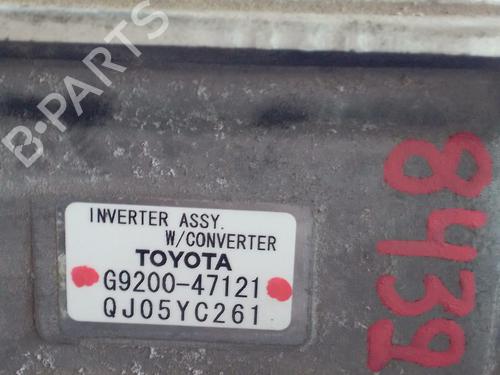 B-PARTS
INVERTER ASSY.
W/CONVERTER
TOYOTA
G9200-47121
QJ05YC261
8439